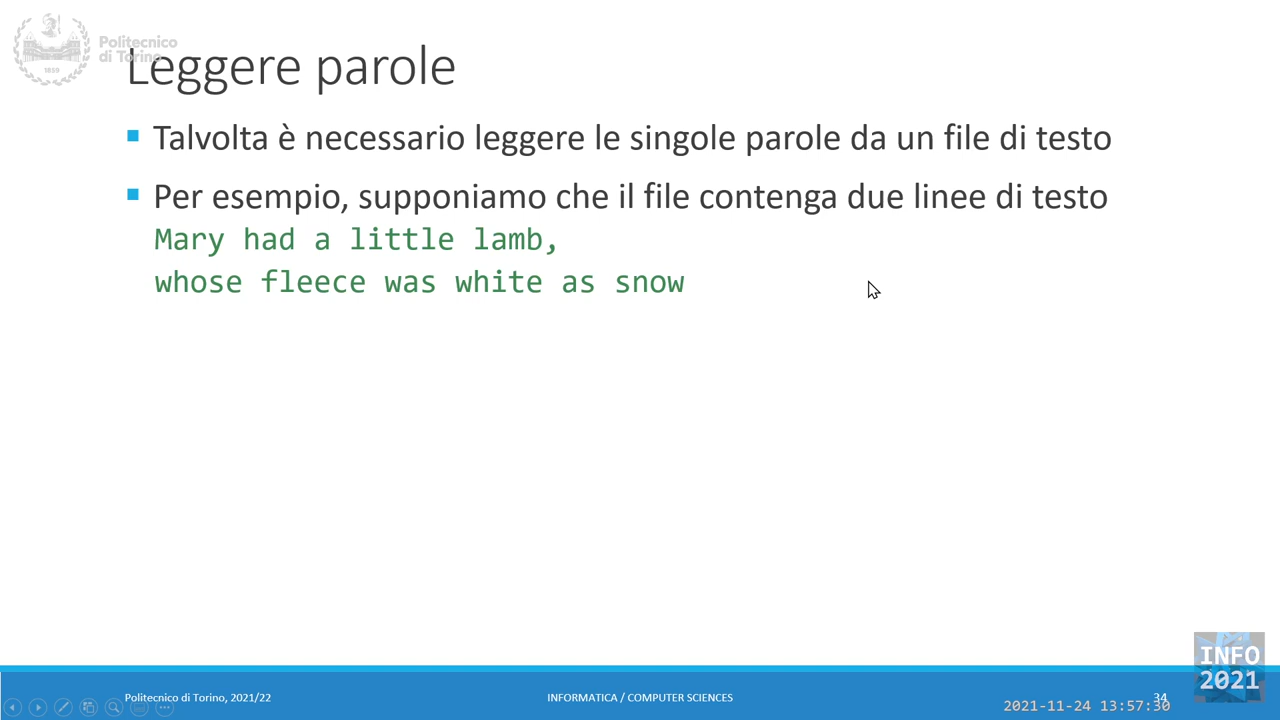 Politecnico
di Torino
1859
Leggere parole
Talvolta è necessario leggere le singole parole da un file di testo
Per esempio, supponiamo che il file contenga due linee di testo
Mary had a little lamb,
whose fleece was white as snow
INFO
2021
Politecnico di Torino, 2021/22
INFORMATICA / COMPUTER SCIENCES
34
2021-11-24 13:57:30